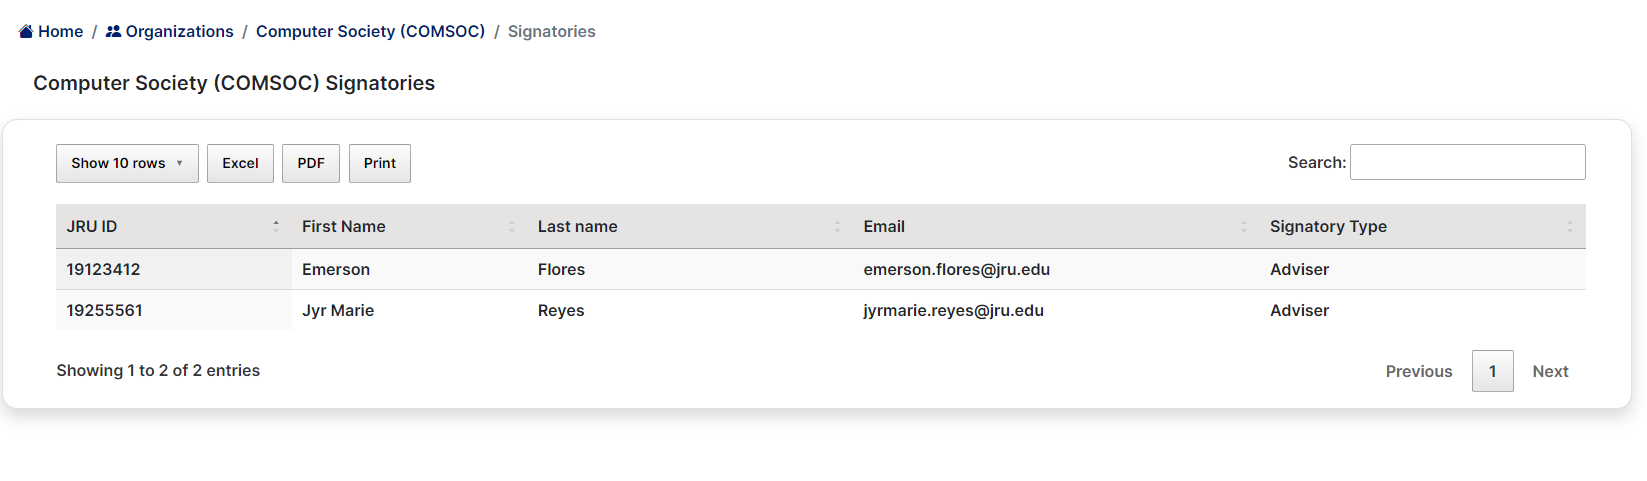 Home / Organizations / Computer Society (COMSOC) / Signatories
Computer Society (COMSOC) Signatories
Show 10 rows Excel PDF Print Search:
JRU ID First Name Last name Email Signatory Type
19123412 Emerson Flores emerson.flores@jru.edu Adviser
19255561 Jyr Marie Reyes jyrmarie.reyes@jru.edu Adviser
Showing 1 to 2 of 2 entries Previous 1 Next